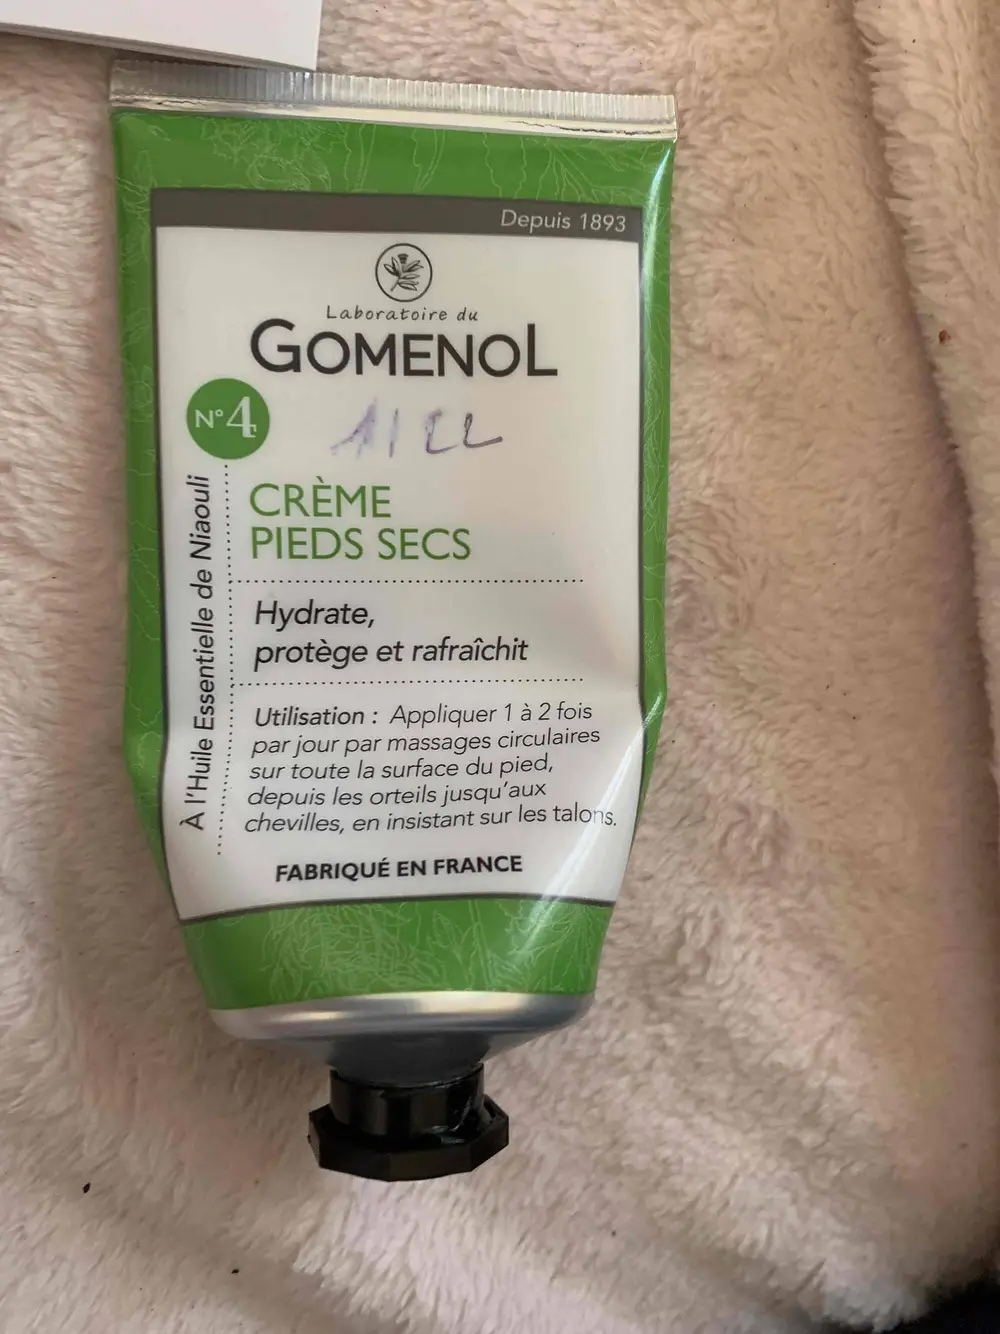 Depuis 1893
Laboratoire du
GOMENOL
N°4
À l'Huile Essentielle de Niaouli
CRÈME
PIEDS SECS
Hydrate,
protège et rafraîchit
Utilisation : Appliquer 1 à 2 fois
par jour par massages circulaires
sur toute la surface du pied,
depuis les orteils jusqu'aux
chevilles, en insistant sur les talons.
FABRIQUÉ EN FRANCE